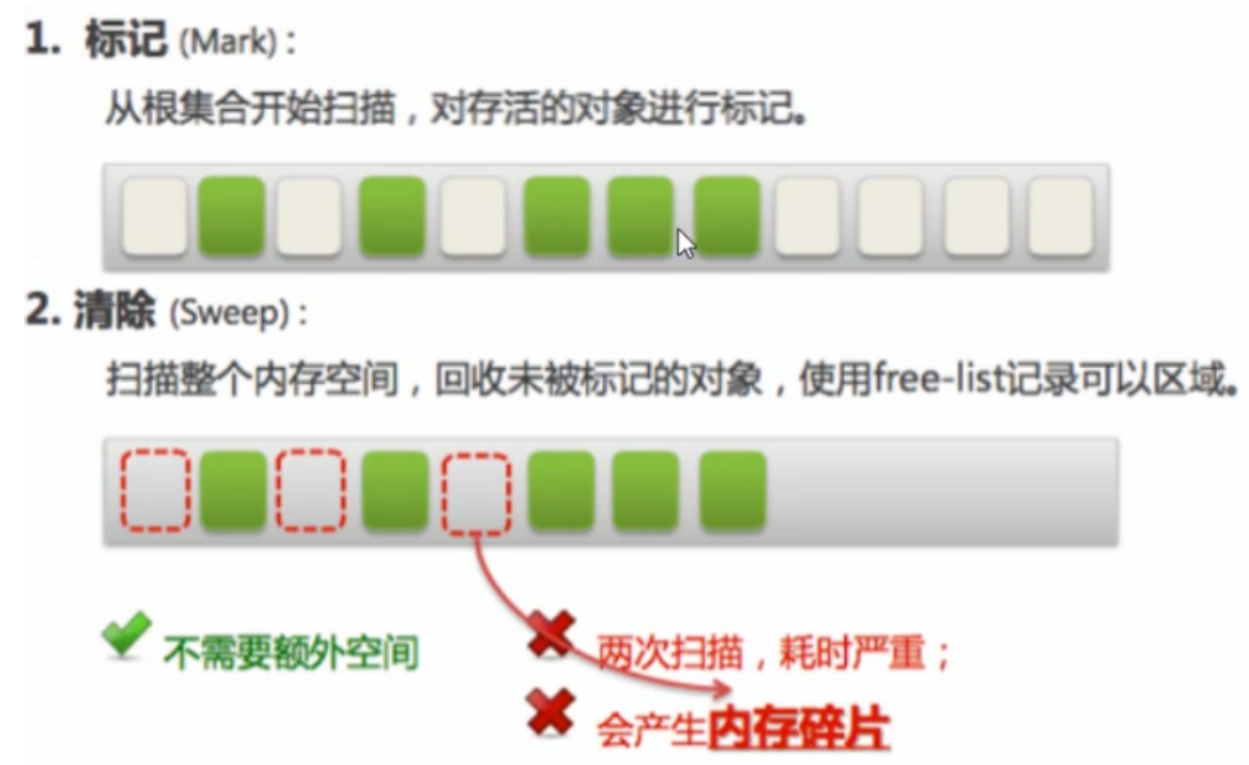 1. 标记 (Mark) :
从根集合开始扫描，对存活的对象进行标记。
2. 清除 (Sweep) :
扫描整个内存空间，回收未被标记的对象，使用free-list记录可以区域。
不需要额外空间
两次扫描，耗时严重；
会产生内存碎片